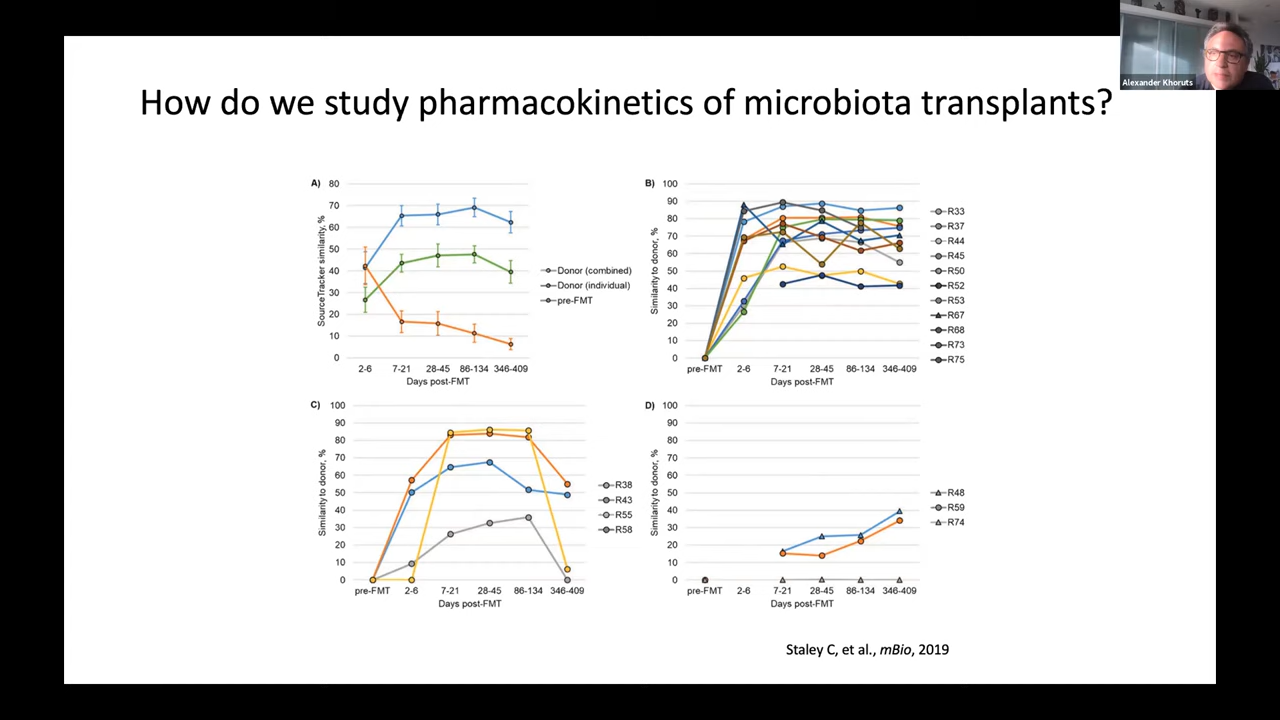 Alexander Khoruts
How do we study pharmacokinetics of microbiota transplants?
A)
80
70
60
50
40
30
20
10
0
SourceTracker similarity, %
2-6
7-21
28-45
86-134
346-409
Days post-FMT
Donor (combined)
Donor (individual)
pre-FMT
B)
100
90
80
70
60
50
40
30
20
10
0
Similarity to donor, %
pre-FMT
2-6
7-21
28-45
86-134
346-409
Days post-FMT
R33
R37
R44
R45
R50
R52
R53
R67
R68
R73
R75
C)
100
90
80
70
60
50
40
30
20
10
0
Similarity to donor, %
pre-FMT
2-6
7-21
28-45
86-134
346-409
Days post-FMT
R38
R43
R55
R58
D)
100
90
80
70
60
50
40
30
20
10
0
Similarity to donor, %
pre-FMT
2-6
7-21
28-45
86-134
346-409
Days post-FMT
R48
R59
R74
Staley C, et al., mBio, 2019